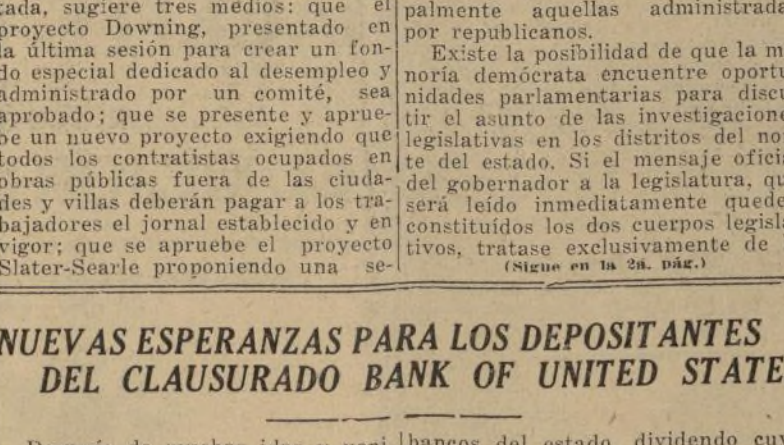 sugiere tres medios: que el
proyecto Downing, presentado en
la última sesión para crear un fon-
do especial dedicado al desempleo y
administrado por un comité, sea
aprobado; que se presente y aprue-
be un nuevo proyecto exigiendo que
todos los contratistas ocupados en
obras públicas fuera de las ciuda-
des y villas deberán pagar a los tra-
bajadores el jornal establecido y en
vigor; que se apruebe el proyecto
Slater-Searle proponiendo una se-
palmente aquellas administrada
por republicanos.
Existe la posibilidad de que la mi
noría demócrata encuentre oportu
nidades parlamentarias para discu
tir el asunto de las investigacione
legislativas en los distritos del no
te del estado. Si el mensaje oficia
del gobernador a la legislatura, qu
será leído inmediatamente quede
constituídos los dos cuerpos legisla
tivos, tratase exclusivamente de
(Sigue en la 2a. pág.)
NUEVAS ESPERANZAS PARA LOS DEPOSITANTES
DEL CLAUSURADO BANK OF UNITED STATE
bancos del estado, dividendo